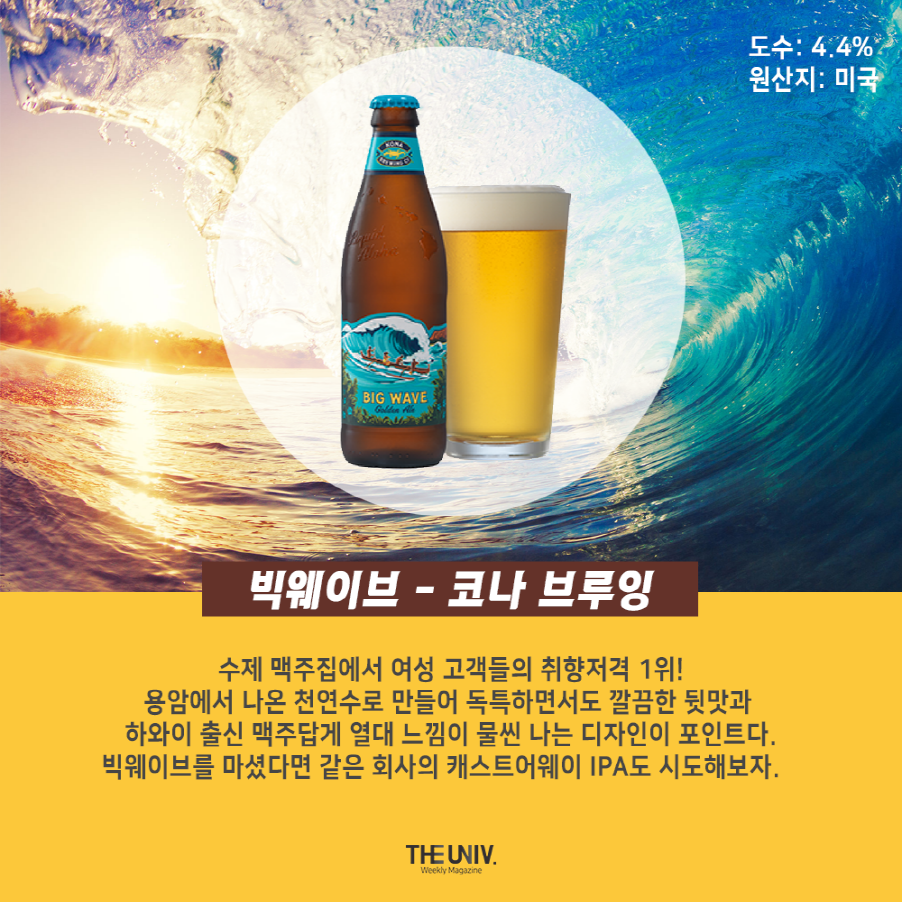 도수: 4.4%
원산지: 미국
KONA
BREWING CO
BIG WAVE
Golden Ale
빅웨이브 - 코나 브루잉
수제 맥주집에서 여성 고객들의 취향저격 1위!
용암에서 나온 천연수로 만들어 독특하면서도 깔끔한 뒷맛과
하와이 출신 맥주답게 열대 느낌이 물씬 나는 디자인이 포인트다.
빅웨이브를 마셨다면 같은 회사의 캐스트어웨이 IPA도 시도해보자.
THE UNIV.
Weekly Magazine